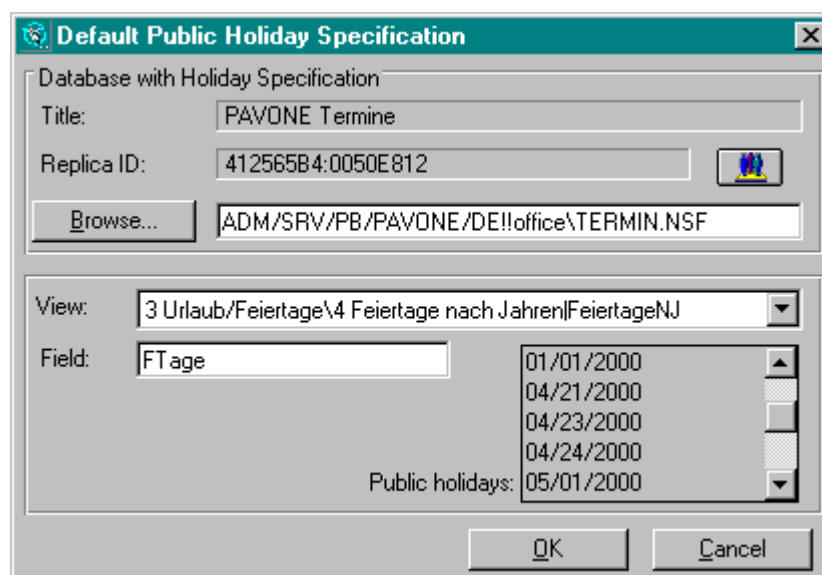 Default Public Holiday Specification
Database with Holiday Specification
Title: PAVONE Termine
Replica ID: 412565B4:0050E812
Browse... ADM/SRV/PB/PAVONE/DE!!office\TERMIN.NSF
View: 3 Urlaub/Feiertage\4 Feiertage nach Jahren|FeiertageNJ
Field: FTage
01/01/2000
04/21/2000
04/23/2000
04/24/2000
Public holidays: 05/01/2000
OK Cancel